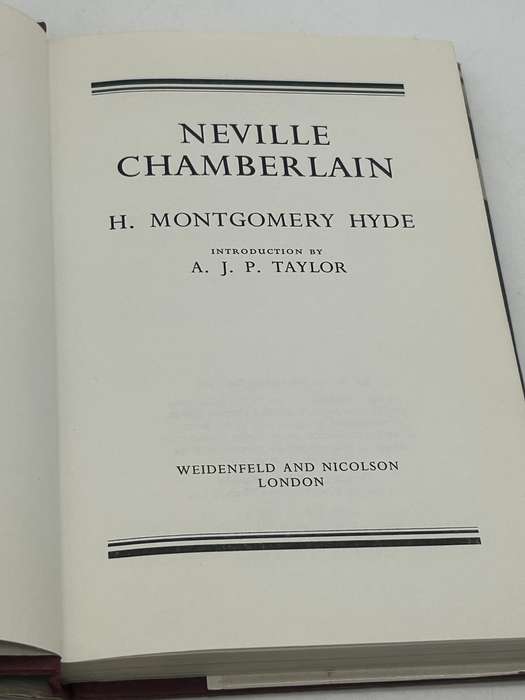 NEVILLE
CHAMBERLAIN
H. MONTGOMERY HYDE
INTRODUCTION BY
A. J. P. TAYLOR
WEIDENFELD AND NICOLSON
LONDON